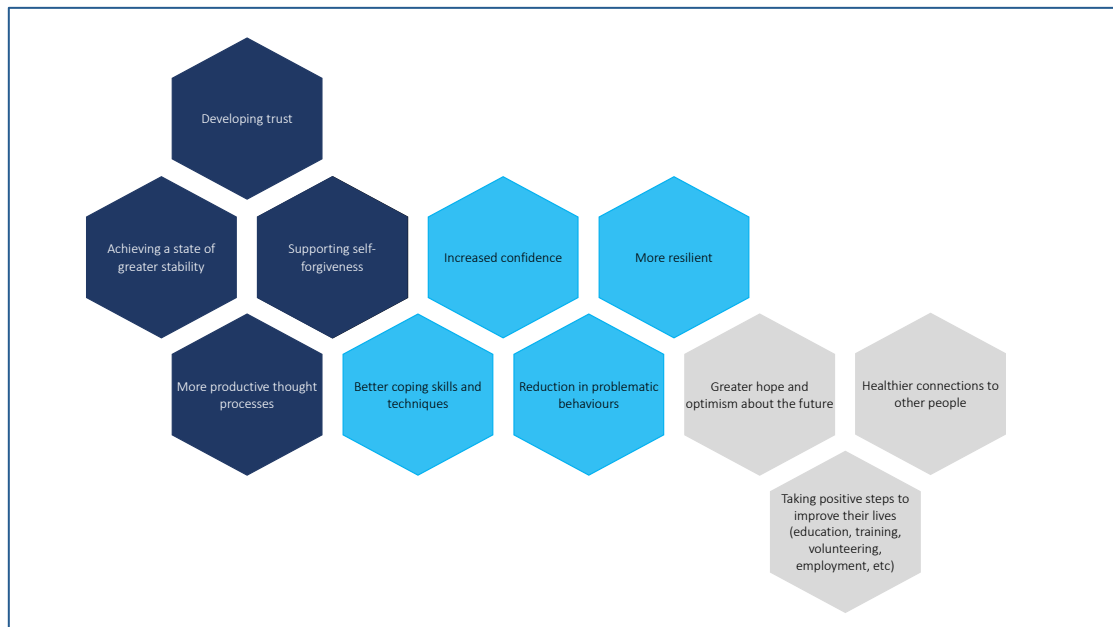 Developing trust
Achieving a state of
greater stability
Supporting self-
forgiveness
Increased confidence
More resilient
More productive thought
processes
Better coping skills and
techniques
Reduction in problematic
behaviours
Greater hope and
optimism about the future
Healthier connections to
other people
Taking positive steps to
improve their lives
(education, training,
volunteering,
employment, etc)